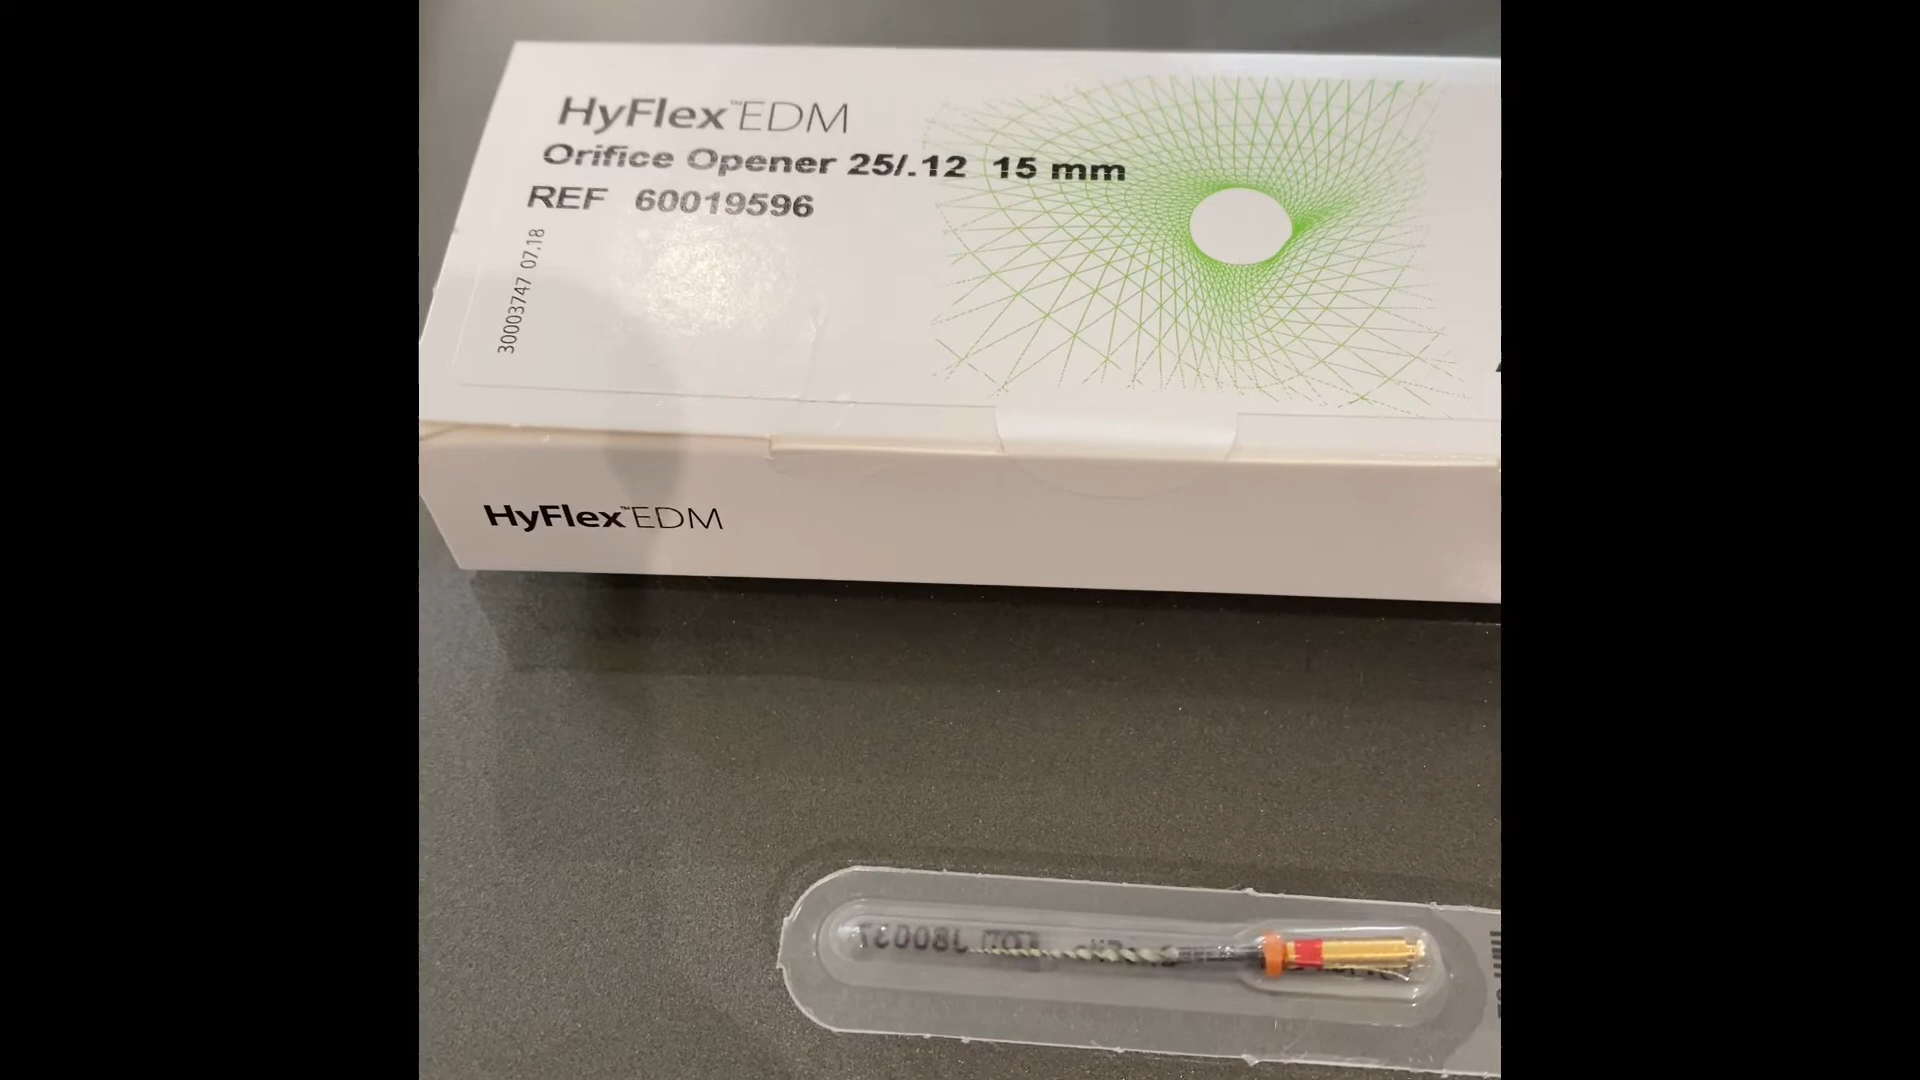 HyFlex™EDM
Orifice Opener 25/.12 15 mm
REF 60019596
30003747 07.18
HyFlex™EDM